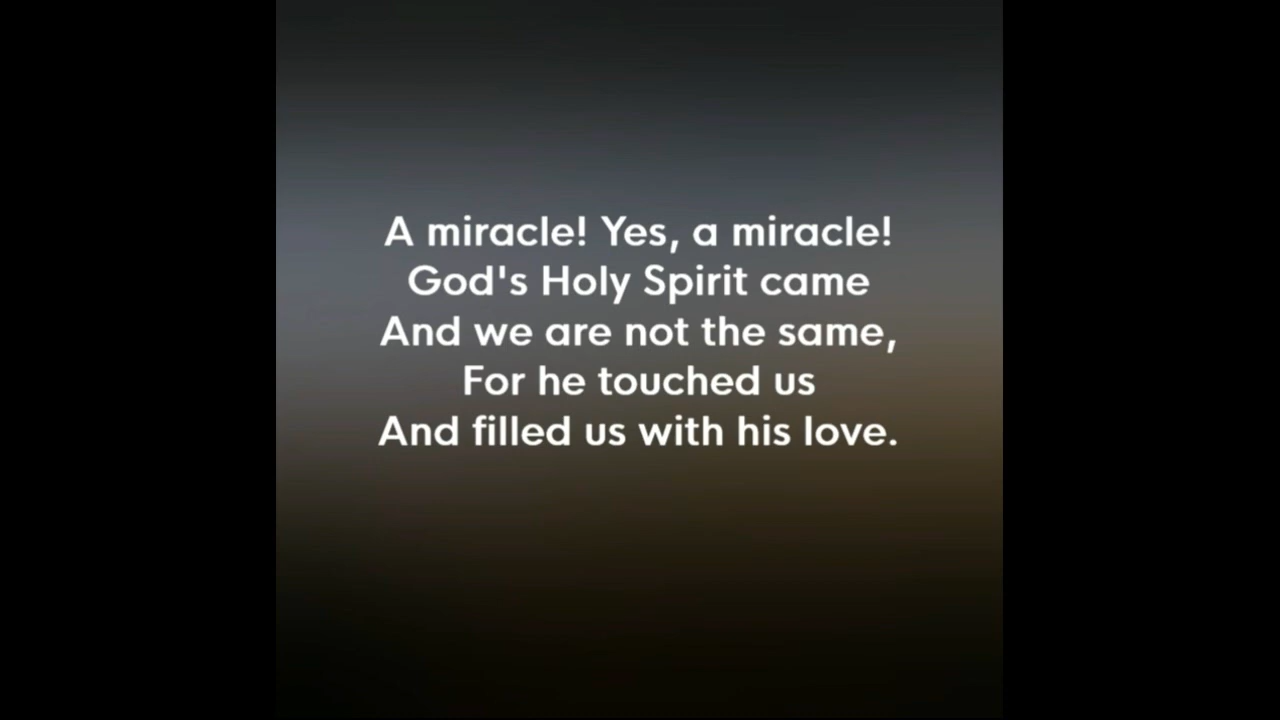 A miracle! Yes, a miracle!
God's Holy Spirit came
And we are not the same,
For he touched us
And filled us with his love.